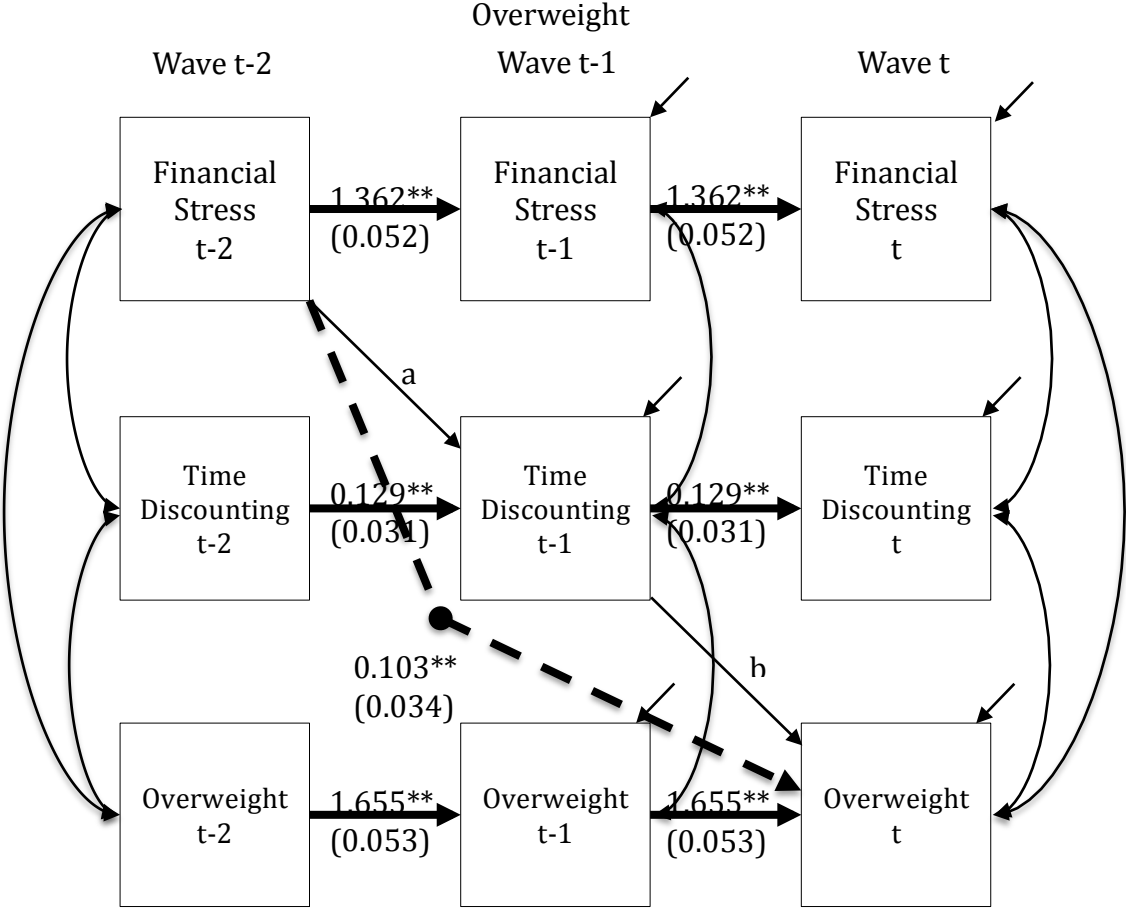 Overweight
Wave t-2
Wave t-1
Wave t
Financial
Stress
t-2
1.362**
(0.052)
Financial
Stress
t-1
1.362**
(0.052)
Financial
Stress
t
a
Time
Discounting
t-2
0.129**
(0.031)
Time
Discounting
t-1
0.129**
(0.031)
Time
Discounting
t
0.103**
(0.034)
b
Overweight
t-2
1.655**
(0.053)
Overweight
t-1
1.655**
(0.053)
Overweight
t